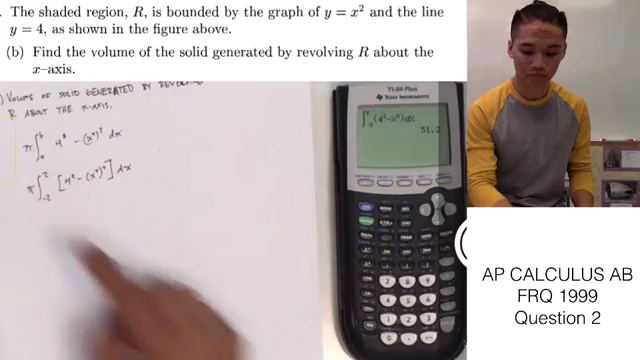 . The shaded region, R, is bounded by the graph of y = x² and the line
y = 4, as shown in the figure above.
(b) Find the volume of the solid generated by revolving R about the
x–axis.
) VOLUME OF SOLID GENERATED BY REVOLVING
R ABOUT THE X-AXIS.
π∫ₐᵇ 4² - (x²)² dx
π∫₋₂² [4² - (x²)²] dx
TI-84 Plus
TEXAS INSTRUMENTS
∫₋₂² (4²-x⁴)dx
51.2
AP CALCULUS AB
FRQ 1999
Question 2